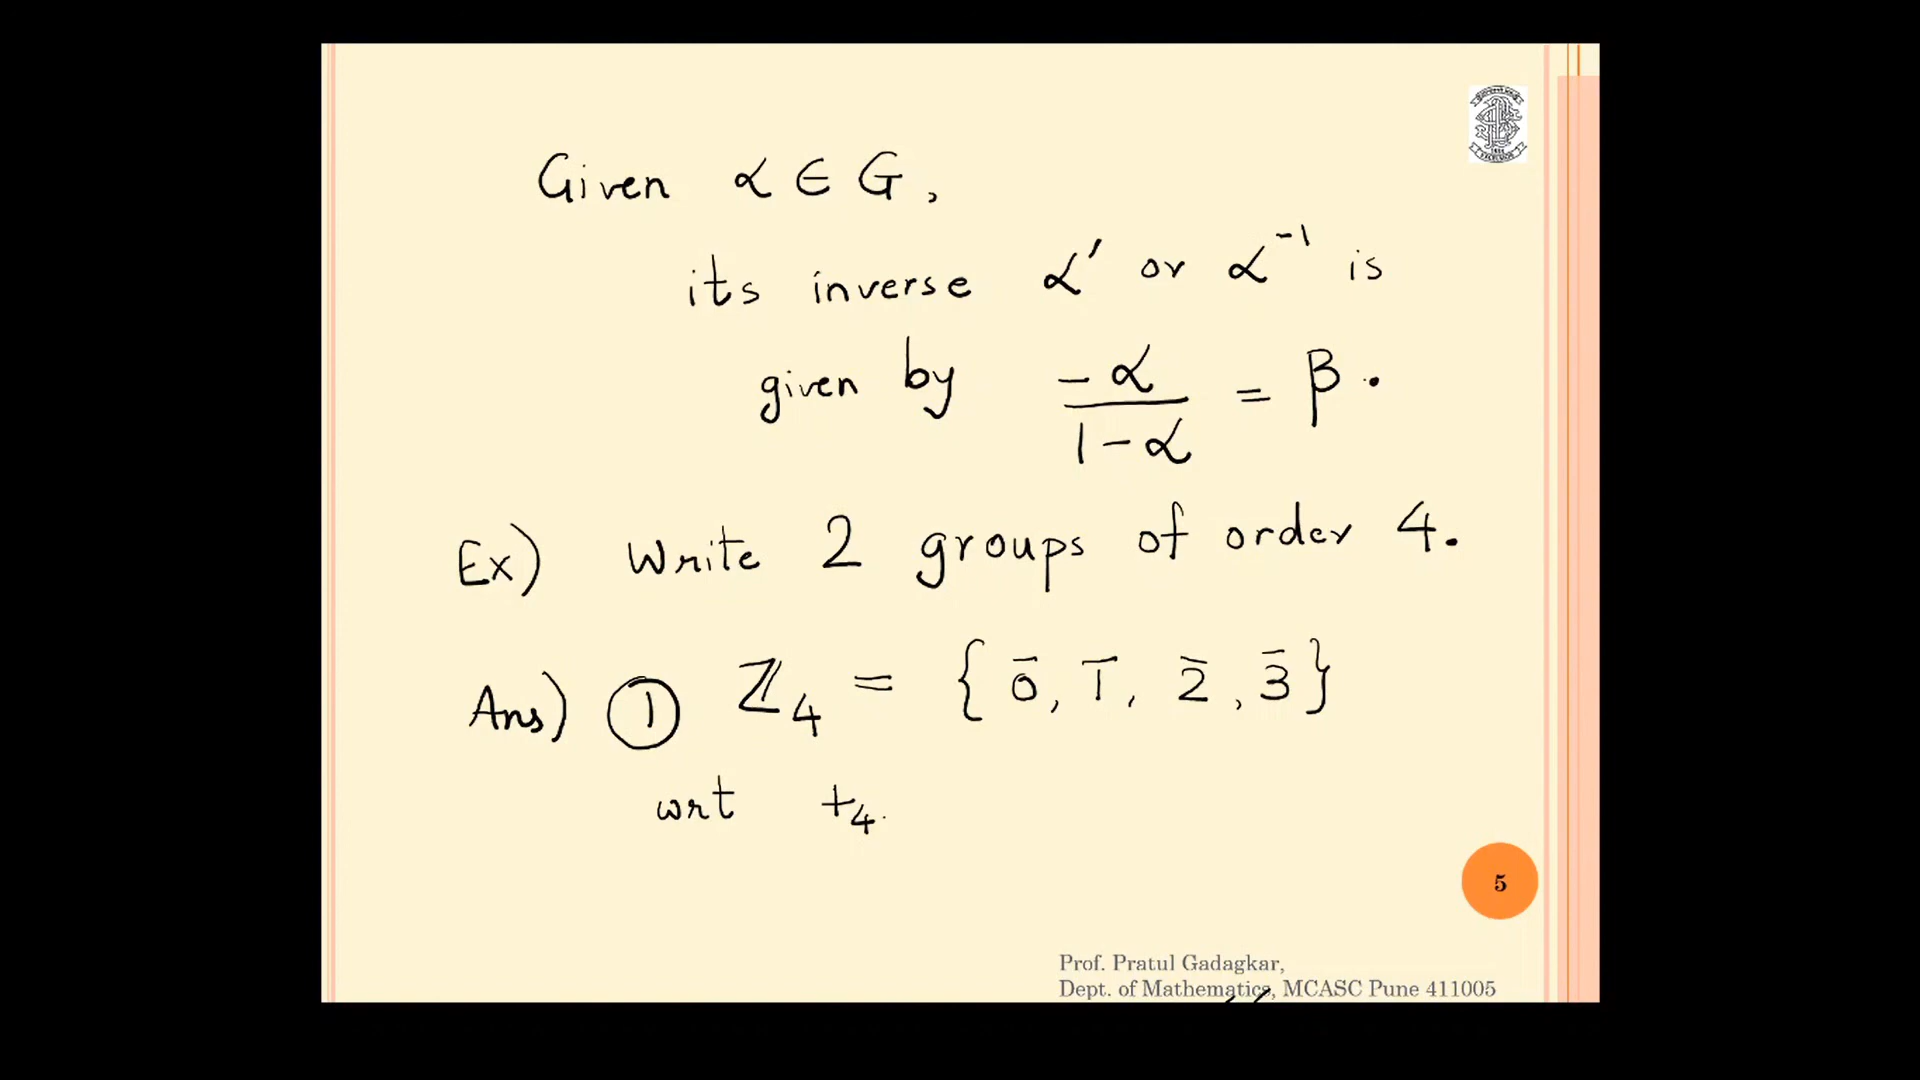 Given α ∈ G,
its inverse α' or α⁻¹ is
given by -α/1-α = β.
Ex) Write 2 groups of order 4.
Ans) ① ℤ₄ = { 0̄, 1̄, 2̄, 3̄ }
wrt +₄.
5
Prof. Pratul Gadagkar,
Dept. of Mathematics, MCASC Pune 411005